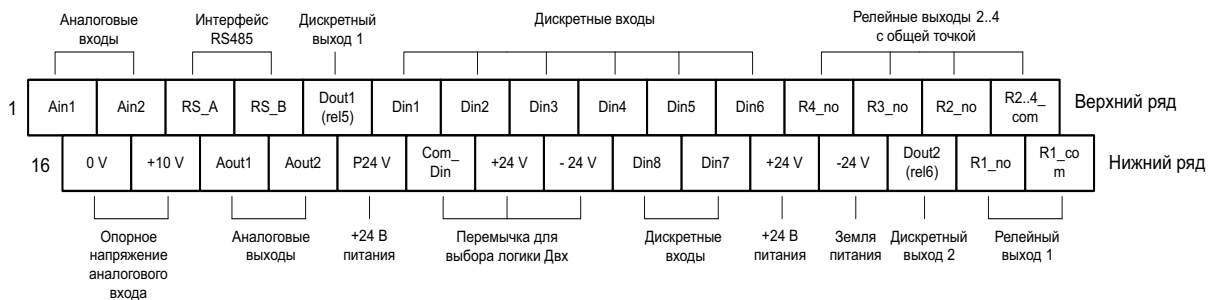 Аналоговые
входы
Интерфейс
RS485
Дискретный
выход 1
Дискретные входы
Релейные выходы 2..4
с общей точкой
1 Ain1 Ain2 RS_A RS_B Dout1 (rel5) Din1 Din2 Din3 Din4 Din5 Din6 R4_no R3_no R2_no R2..4_ com Верхний ряд
16 0 V +10 V Aout1 Aout2 P24 V Com_ Din +24 V - 24 V Din8 Din7 +24 V -24 V Dout2 (rel6) R1_no R1_co m Нижний ряд
Опорное
напряжение
аналогового
входа
Аналоговые
выходы
+24 В
питания
Перемычка для
выбора логики Двх
Дискретные
входы
+24 В
питания
Земля
питания
Дискретный
выход 2
Релейный
выход 1